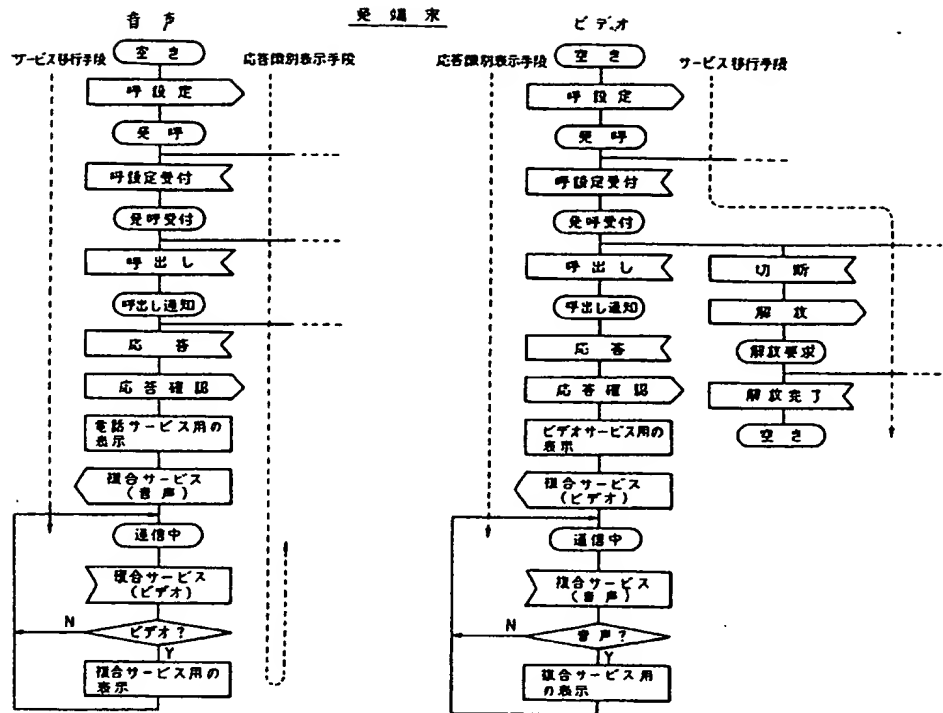 発端末
音声
サービス移行手段
応答識別表示手段
空き
呼設定
発呼
呼設定受付
発呼受付
呼出し
呼出し通知
応答
応答確認
電話サービス用の
表示
複合サービス
(音声)
通信中
複合サービス
(ビデオ)
N
ビデオ?
Y
複合サービス用の
表示
ビデオ
応答識別表示手段
サービス移行手段
空き
呼設定
発呼
呼設定受付
発呼受付
呼出し
呼出し通知
応答
応答確認
ビデオサービス用の
表示
複合サービス
(ビデオ)
通信中
複合サービス
(音声)
N
音声?
Y
複合サービス用
の表示
切断
解放
解放要求
解放完了
空き